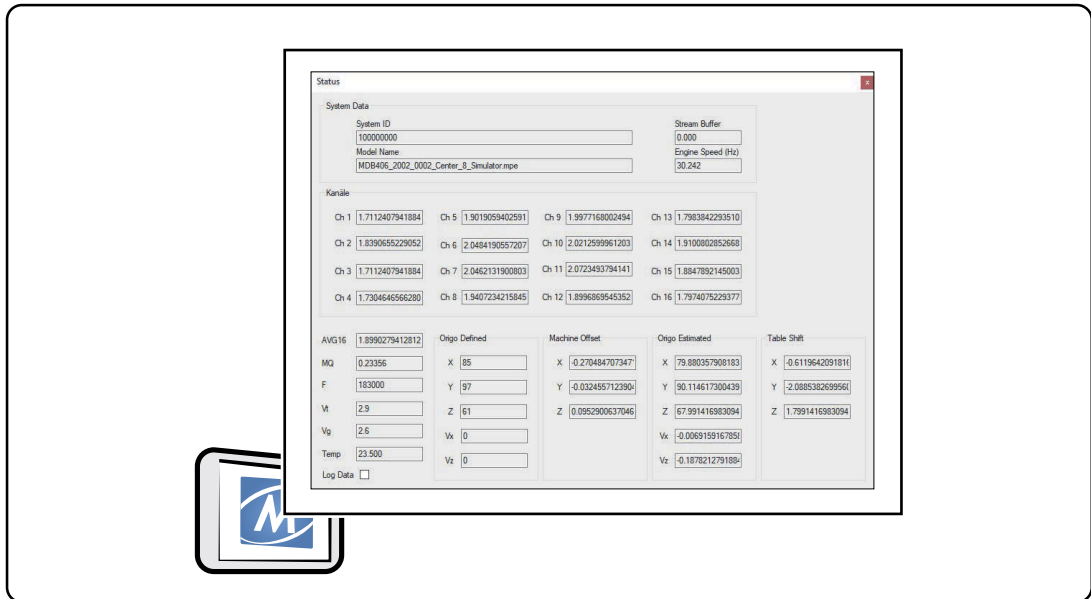 Status
System Data
System ID
Stream Buffer
100000000
0.000
Model Name
Engine Speed (Hz)
MDB406_2002_0002_Center_8_Simulator.mpe
30.242
Kanäle
Ch 1 1.7112407941884 Ch 5 1.9019059402591 Ch 9 1.9977168002494 Ch 13 1.7983842293510
Ch 2 1.8390655229052 Ch 6 2.0484190557207 Ch 10 2.0212599961203 Ch 14 1.9100802852668
Ch 3 1.7112407941884 Ch 7 2.0462131900803 Ch 11 2.0723493794141 Ch 15 1.8847892145003
Ch 4 1.7304646566280 Ch 8 1.9407234215845 Ch 12 1.8996869545352 Ch 16 1.7974075229377
AVG16 1.8990279412812
MQ 0.23356
F 183000
Vt 2.9
Vg 2.6
Temp 23.500
Log Data
Origo Defined
X 85
Y 97
Z 61
Vx 0
Vz 0
Machine Offset
X -0.270484707347
Y -0.032455712390
Z 0.0952900637046
Origo Estimated
X 79.880357908183
Y 90.114617300439
Z 67.991416983094
Vx -0.00691591678
Vz -0.18782127918
Table Shift
X -0.611964209181
Y -2.088538269956
Z 1.7991416983094
M